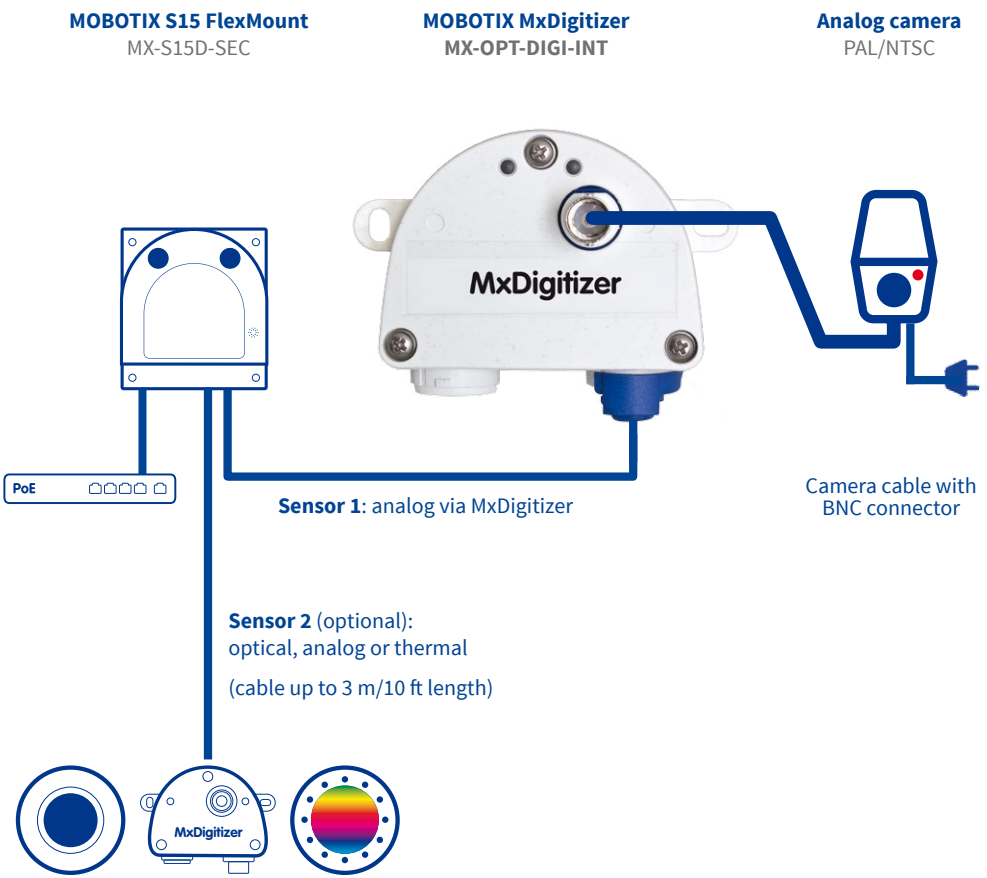 MOBOTIX S15 FlexMount
MX-S15D-SEC
MOBOTIX MxDigitizer
MX-OPT-DIGI-INT
Analog camera
PAL/NTSC
MxDigitizer
PoE
Sensor 1: analog via MxDigitizer
Camera cable with
BNC connector
Sensor 2 (optional):
optical, analog or thermal
(cable up to 3 m/10 ft length)
MxDigitizer